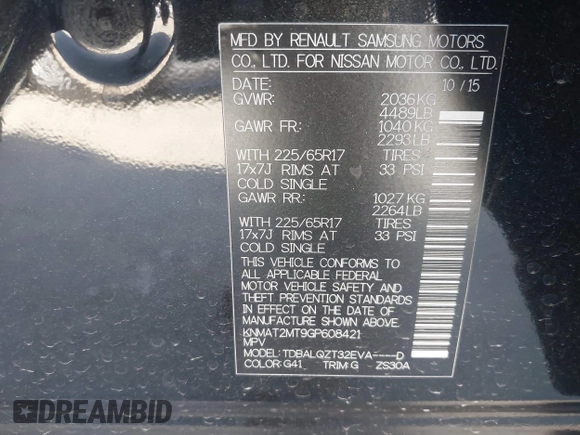 MFD BY RENAULT SAMSUNG MOTORS
CO., LTD. FOR NISSAN MOTOR CO., LTD.
DATE: 10 / 15
GVWR: 2036KG
4489LB
GAWR FR: 1040KG
2293LB
WITH 225/65R17 TIRES
17x7J RIMS AT 33 PSI
COLD SINGLE
GAWR RR: 1027KG
2264LB
WITH 225/65R17 TIRES
17x7J RIMS AT 33 PSI
COLD SINGLE
THIS VEHICLE CONFORMS TO
ALL APPLICABLE FEDERAL
MOTOR VEHICLE SAFETY AND
THEFT PREVENTION STANDARDS
IN EFFECT ON THE DATE OF
MANUFACTURE SHOWN ABOVE.
KNMAT2MT9GP608421
MPV
MODEL: TDBALQZT32EVA----D
COLOR: G41 TRIM: G ZS30A
DREAMBID